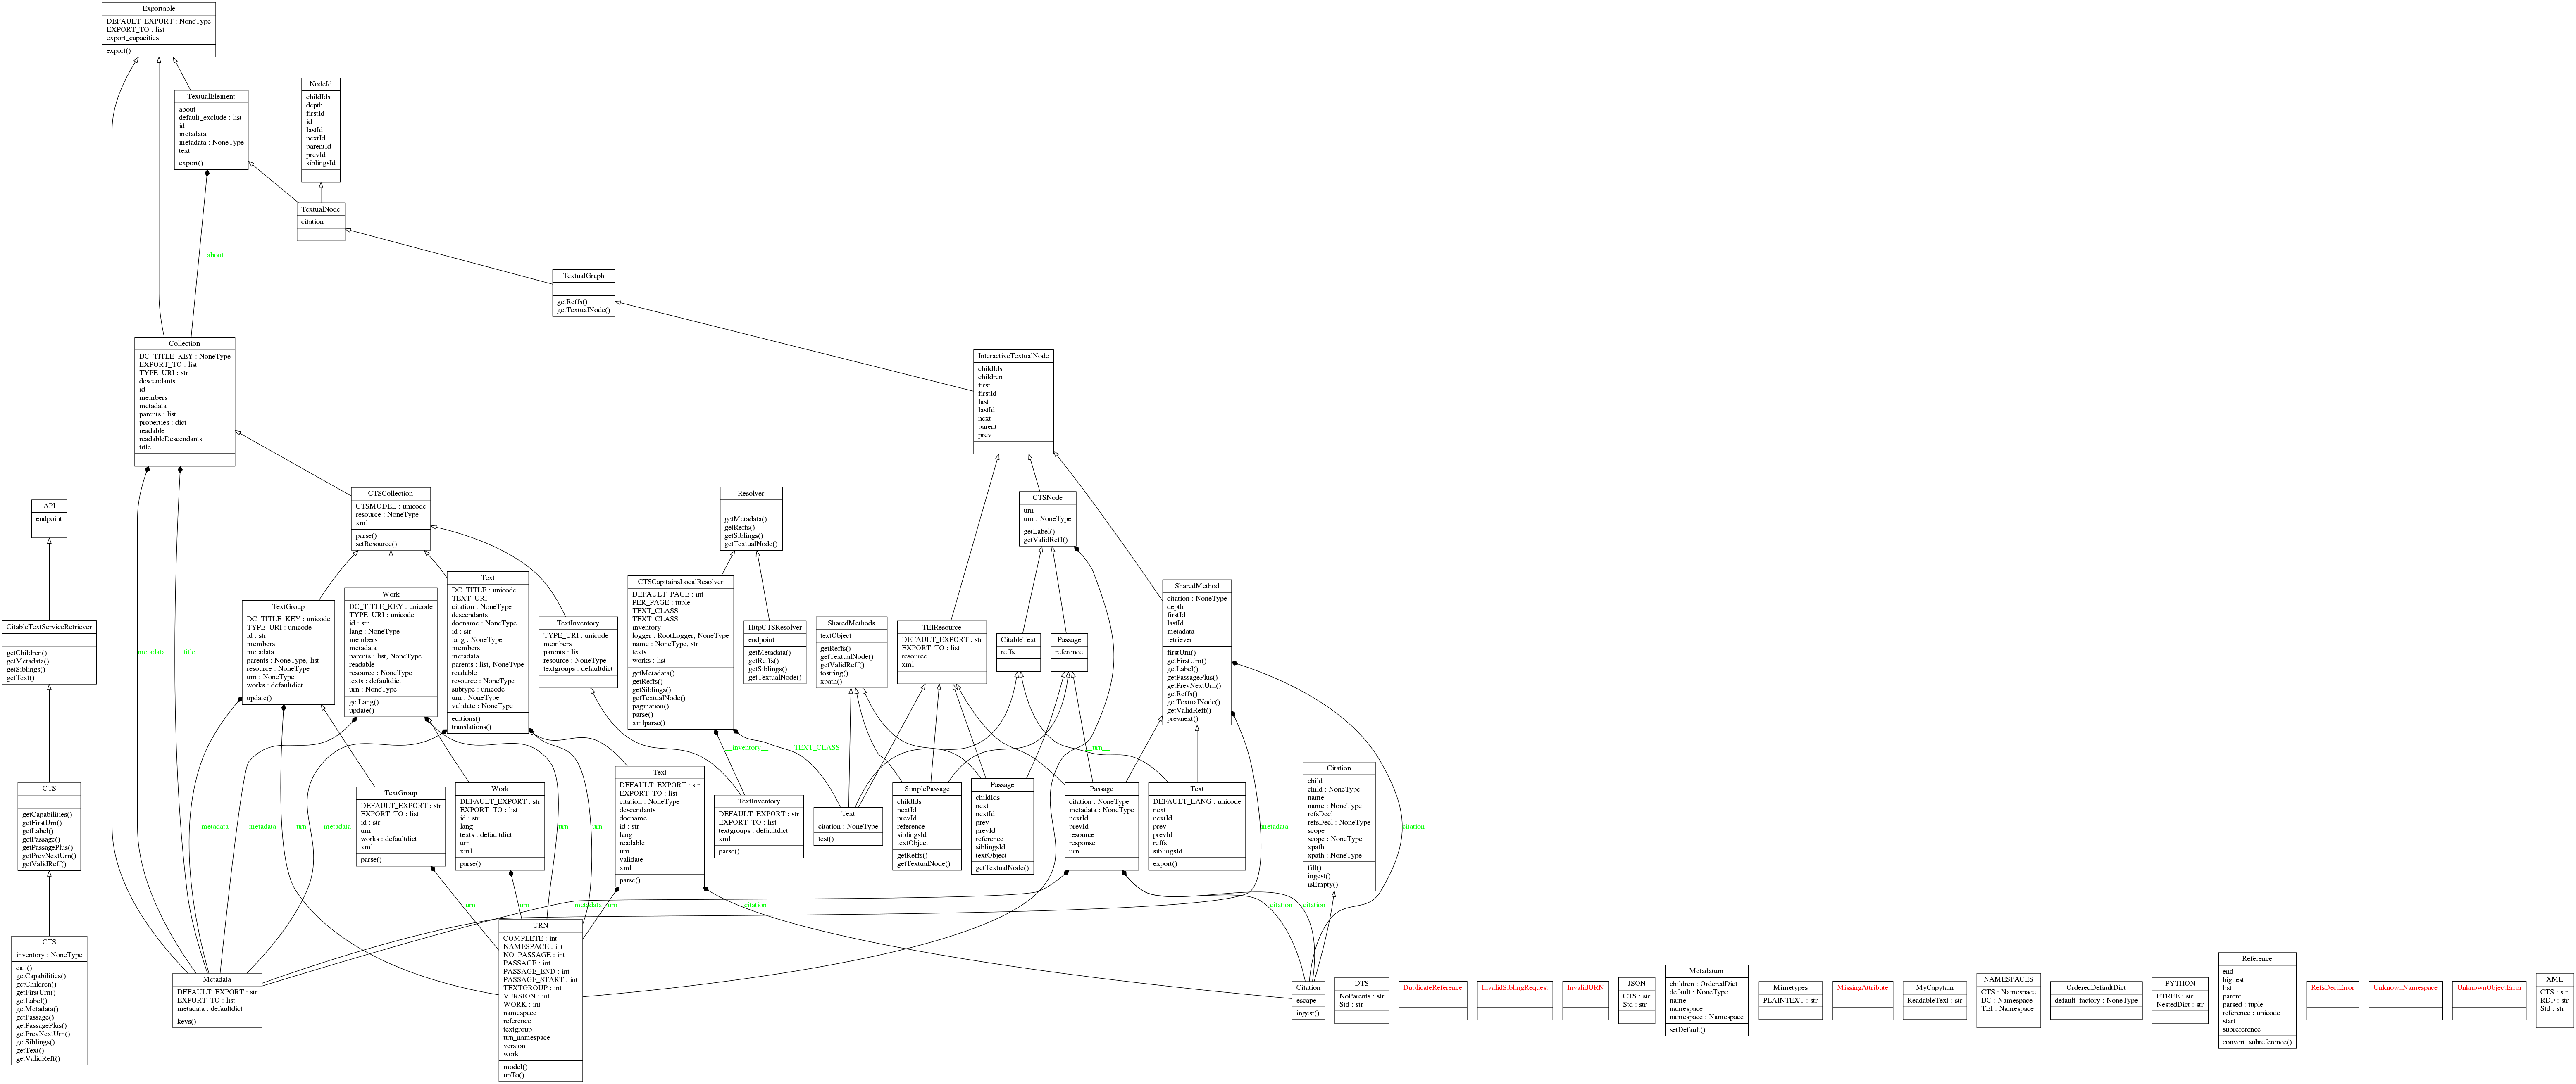 Exportable
DEFAULT_EXPORT : NoneType
EXPORT_TO : list
export_capacities
export()
TextualElement
about
default_exclude : list
id
metadata
metadata : NoneType
text
export()
NodeId
childIds
depth
firstId
id
lastId
nextId
parentId
prevId
siblingsId
TextualNode
citation
__about__
TextualGraph
getReffs()
getTextualNode()
Collection
DC_TITLE_KEY : NoneType
EXPORT_TO : list
TYPE_URI : str
descendants
id
members
metadata
parents : list
properties : dict
readable
readableDescendants
title
InteractiveTextualNode
childIds
children
first
firstId
last
lastId
next
parent
prev
API
endpoint
CTSCollection
CTSMODEL : unicode
resource : NoneType
xml
parse()
setResource()
Resolver
getMetadata()
getReffs()
getSiblings()
getTextualNode()
CTSNode
urn
urn : NoneType
getLabel()
getValidReff()
CitableTextServiceRetriever
getChildren()
getMetadata()
getSiblings()
getText()
metadata
__title__
TextGroup
DC_TITLE_KEY : unicode
TYPE_URI : unicode
id : str
members
metadata
parents : NoneType, list
resource : NoneType
urn : NoneType
works : defaultdict
update()
Work
DC_TITLE_KEY : unicode
TYPE_URI : unicode
id : str
lang : NoneType
members
metadata
parents : list, NoneType
readable
resource : NoneType
texts : defaultdict
urn : NoneType
getLang()
update()
Text
DC_TITLE : unicode
TEXT_URI
citation : NoneType
descendants
docname : NoneType
id : str
lang : NoneType
members
metadata
parents : list, NoneType
readable
resource : NoneType
subtype : unicode
urn : NoneType
validate : NoneType
editions()
translations()
TextInventory
TYPE_URI : unicode
members
parents : list
resource : NoneType
textgroups : defaultdict
CTSCapitainsLocalResolver
DEFAULT_PAGE : int
PER_PAGE : tuple
TEXT_CLASS
TEXT_CLASS
inventory
logger : RootLogger, NoneType
name : NoneType, str
texts
works : list
getMetadata()
getReffs()
getSiblings()
getTextualNode()
pagination()
parse()
xmlparse()
HttpCTSResolver
endpoint
getMetadata()
getReffs()
getSiblings()
getTextualNode()
__SharedMethods__
textObject
getReffs()
getTextualNode()
getValidReff()
tostring()
xpath()
TEIResource
DEFAULT_EXPORT : str
EXPORT_TO : list
resource
xml
CitableText
reffs
Passage
reference
__SharedMethod__
citation : NoneType
depth
firstId
lastId
metadata
retriever
firstUrn()
getFirstUrn()
getLabel()
getPassagePlus()
getPrevNextUrn()
getReffs()
getTextualNode()
getValidReff()
prevnext()
__inventory__
TEXT_CLASS
__urn__
CTS
getCapabilities()
getFirstUrn()
getLabel()
getPassage()
getPassagePlus()
getPrevNextUrn()
getValidReff()
metadata
metadata
urn
metadata
TextGroup
DEFAULT_EXPORT : str
EXPORT_TO : list
id : str
urn
works : defaultdict
xml
parse()
Work
DEFAULT_EXPORT : str
EXPORT_TO : list
id : str
lang
texts : defaultdict
urn
xml
parse()
urn
urn
Text
DEFAULT_EXPORT : str
EXPORT_TO : list
citation : NoneType
descendants
docname
id : str
lang
readable
urn
validate
xml
parse()
TextInventory
DEFAULT_EXPORT : str
EXPORT_TO : list
textgroups : defaultdict
xml
parse()
Text
citation : NoneType
test()
__SimplePassage__
childIds
nextId
prevId
reference
siblingsId
textObject
getReffs()
getTextualNode()
Passage
childIds
next
nextId
prev
prevId
reference
siblingsId
textObject
getTextualNode()
Passage
citation : NoneType
metadata : NoneType
nextId
prevId
resource
response
urn
Text
DEFAULT_LANG : unicode
next
nextId
prev
prevId
reffs
siblingsId
export()
metadata
Citation
child
child : NoneType
name
name : NoneType
refsDecl
refsDecl : NoneType
scope
scope : NoneType
xpath
xpath : NoneType
fill()
ingest()
isEmpty()
citation
urn
urn
metadata
urn
citation
citation
citation
CTS
inventory : NoneType
call()
getCapabilities()
getChildren()
getFirstUrn()
getLabel()
getMetadata()
getPassage()
getPassagePlus()
getPrevNextUrn()
getSiblings()
getText()
getValidReff()
Metadata
DEFAULT_EXPORT : str
EXPORT_TO : list
metadata : defaultdict
keys()
URN
COMPLETE : int
NAMESPACE : int
NO_PASSAGE : int
PASSAGE : int
PASSAGE_END : int
PASSAGE_START : int
TEXTGROUP : int
VERSION : int
WORK : int
namespace
reference
textgroup
urn_namespace
version
work
model()
upTo()
Citation
escape
ingest()
DTS
NoParents : str
Std : str
DuplicateReference
InvalidSiblingRequest
InvalidURN
JSON
CTS : str
Std : str
Metadatum
children : OrderedDict
default : NoneType
name
namespace
namespace : Namespace
setDefault()
Mimetypes
PLAINTEXT : str
MissingAttribute
MyCapytain
ReadableText : str
NAMESPACES
CTS : Namespace
DC : Namespace
TEI : Namespace
OrderedDefaultDict
default_factory : NoneType
PYTHON
ETREE : str
NestedDict : str
Reference
end
highest
list
parent
parsed : tuple
reference : unicode
start
subreference
convert_subreference()
RefsDeclError
UnknownNamespace
UnknownObjectError
XML
CTS : str
RDF : str
Std : str